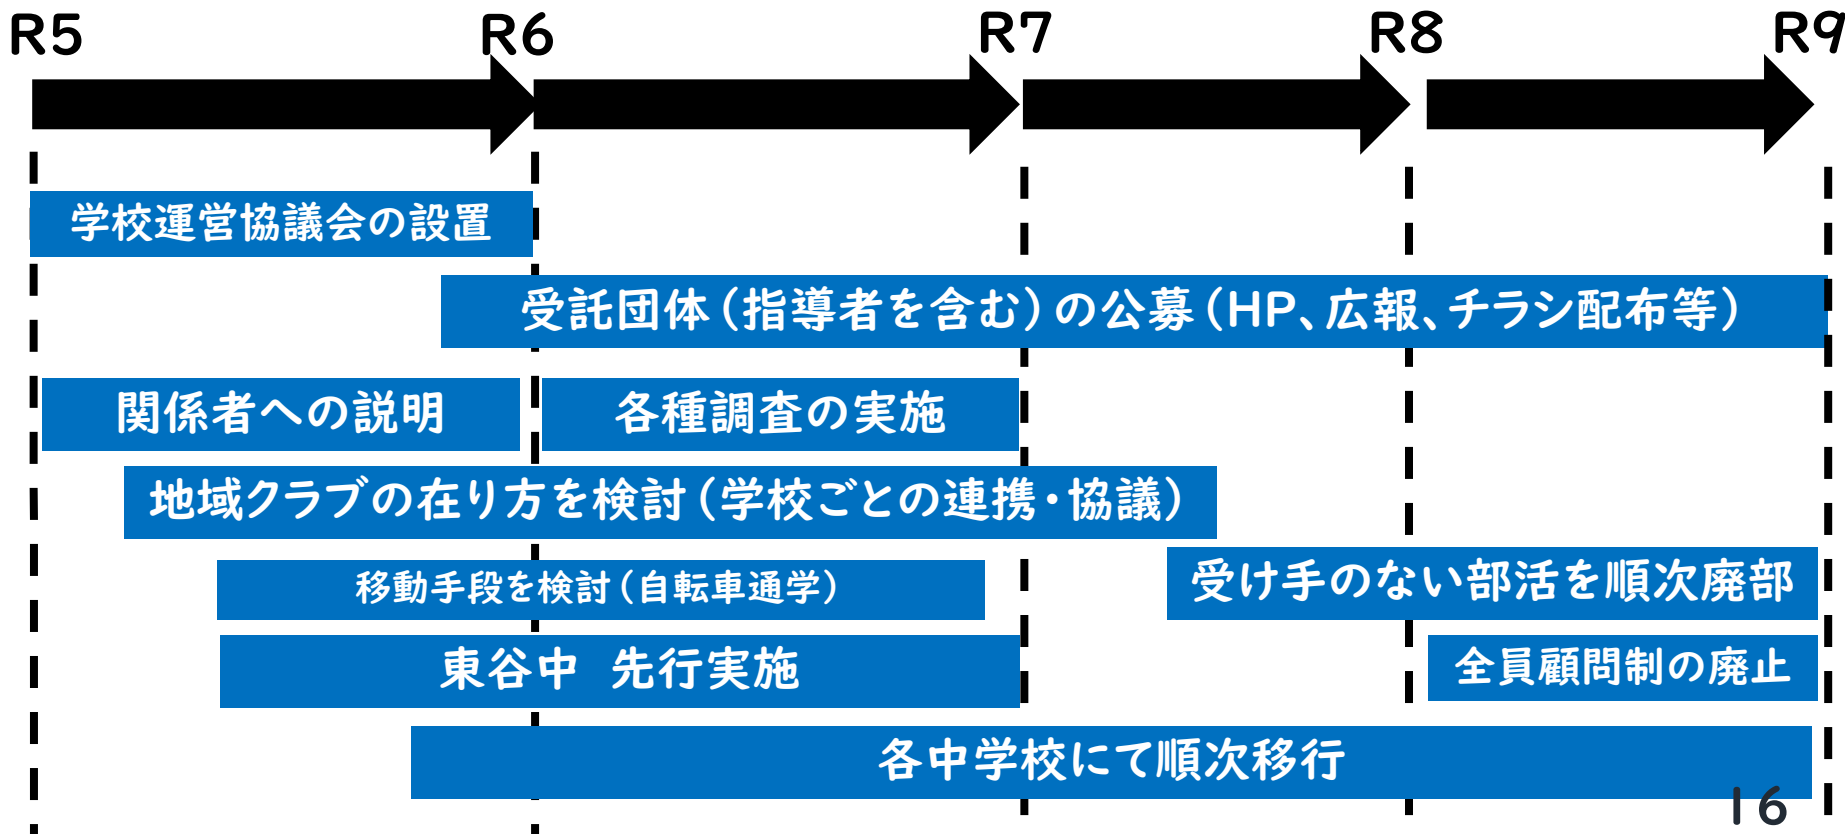 R5 R6 R7 R8 R9
学校運営協議会の設置
受託団体（指導者を含む）の公募（HP、広報、チラシ配布等）
関係者への説明 各種調査の実施
地域クラブの在り方を検討（学校ごとの連携・協議）
移動手段を検討（自転車通学） 受け手のない部活を順次廃部
東谷中　先行実施 全員顧問制の廃止
各中学校にて順次移行
16